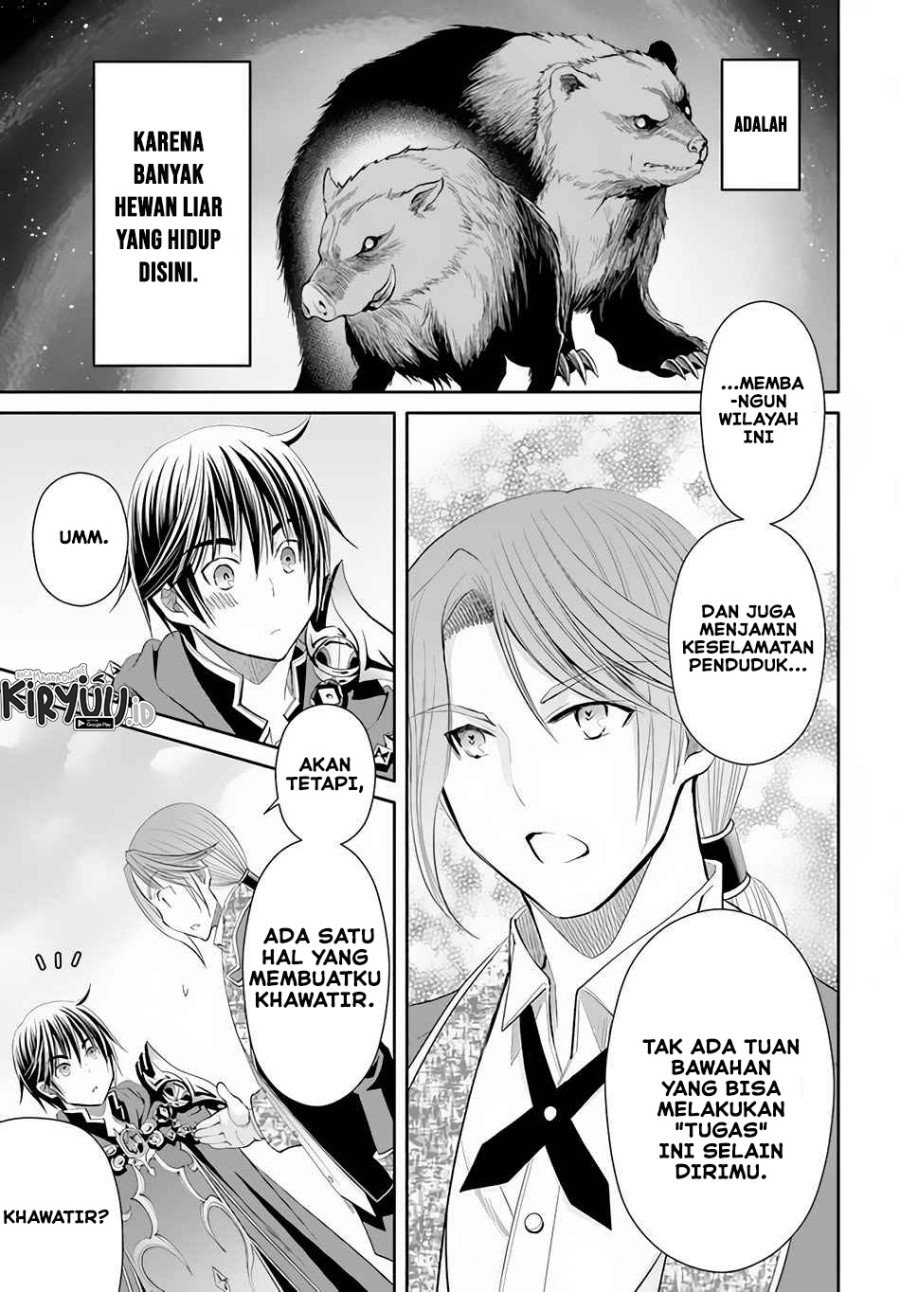 ADALAH
KARENA
BANYAK
HEWAN LIAR
YANG HIDUP
DISINI.
...MEMBA
-NGUN
WILAYAH
INI
DAN JUGA
MENJAMIN
KESELAMATAN
PENDUDUK...
TAK ADA TUAN
BAWAHAN
YANG BISA
MELAKUKAN
"TUGAS"
INI SELAIN
DIRIMU.
UMM.
KIRYUU.ID
Google Play
AKAN
TETAPI,
ADA SATU
HAL YANG
MEMBUATKU
KHAWATIR.
KHAWATIR?